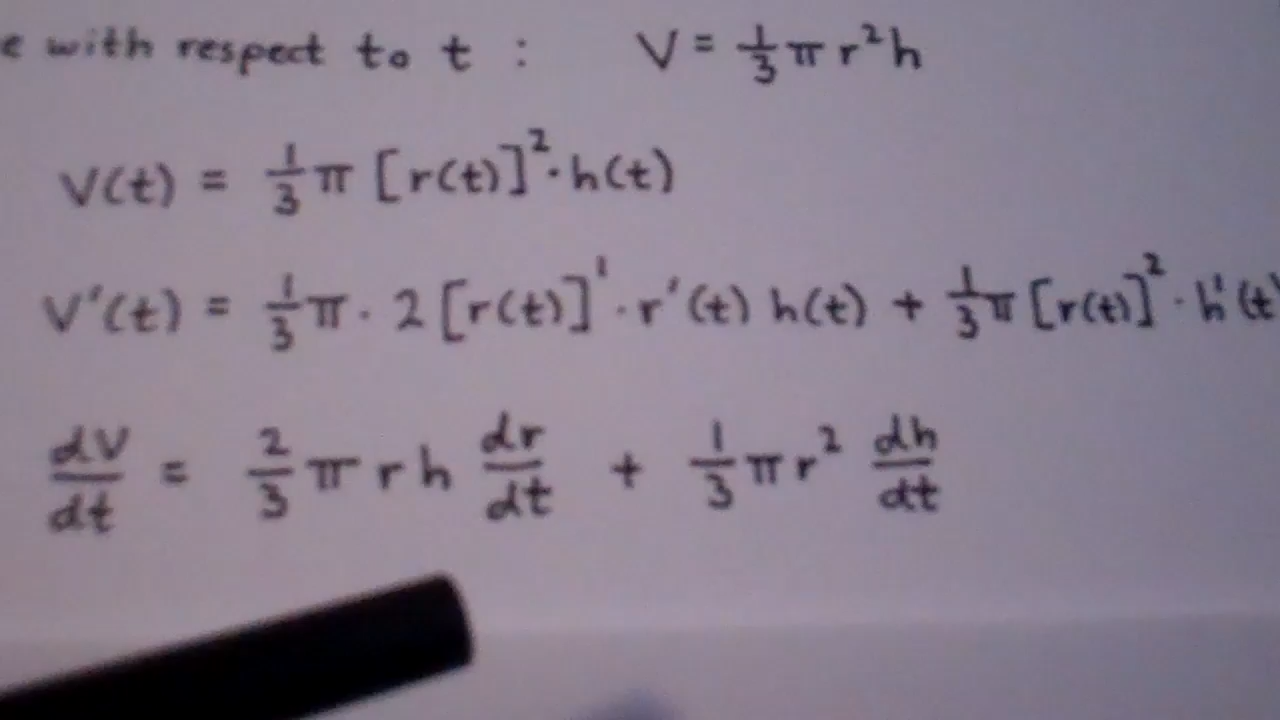 e with respect to t : V = 1/3 π r² h
V(t) = 1/3 π [r(t)]² · h(t)
V'(t) = 1/3 π · 2 [r(t)]¹ · r'(t) h(t) + 1/3 π [r(t)]² · h'(t)
dV/dt = 2/3 π r h dr/dt + 1/3 π r² dh/dt